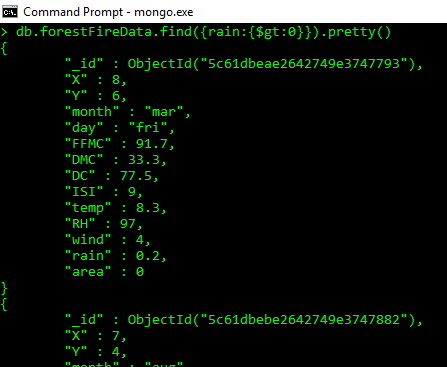 Command Prompt - mongo.exe
> db.forestFireData.find({rain:{$gt:0}}).pretty()
{
        "_id" : ObjectId("5c61dbeae2642749e3747793"),
        "X" : 8,
        "Y" : 6,
        "month" : "mar",
        "day" : "fri",
        "FFMC" : 91.7,
        "DMC" : 33.3,
        "DC" : 77.5,
        "ISI" : 9,
        "temp" : 8.3,
        "RH" : 97,
        "wind" : 4,
        "rain" : 0.2,
        "area" : 0
}
{
        "_id" : ObjectId("5c61dbebe2642749e3747882"),
        "X" : 7,
        "Y" : 4,
        "month" : "aug"